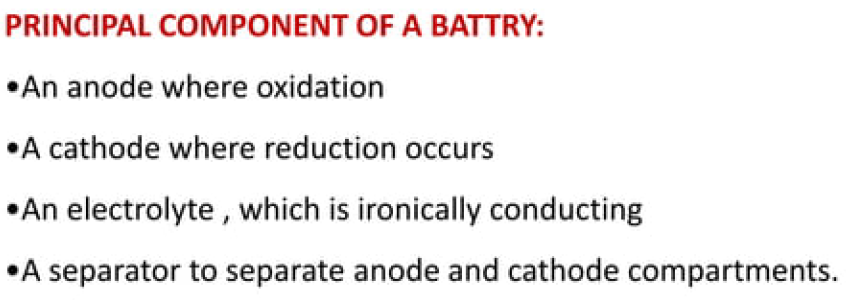 PRINCIPAL COMPONENT OF A BATTRY:
•An anode where oxidation
•A cathode where reduction occurs
•An electrolyte , which is ironically conducting
•A separator to separate anode and cathode compartments.